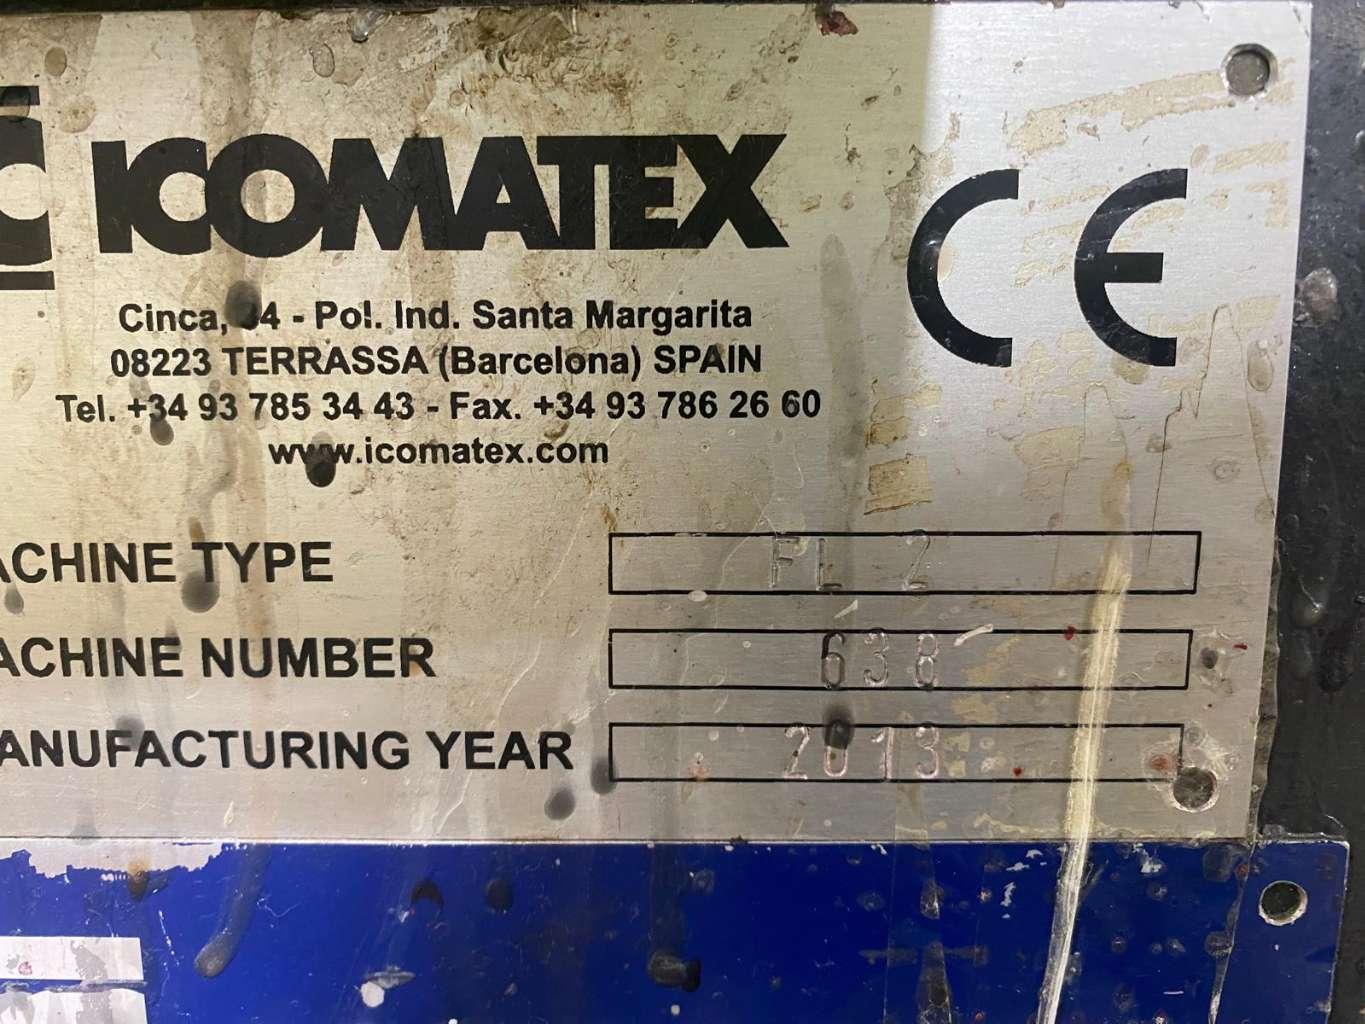 ICOMATEX
CE
Cinca, 4 - Pol. Ind. Santa Margarita
08223 TERRASSA (Barcelona) SPAIN
Tel. +34 93 785 34 43 - Fax. +34 93 786 26 60
www.icomatex.com
ACHINE TYPE FL 2
ACHINE NUMBER 638
ANUFACTURING YEAR 2013